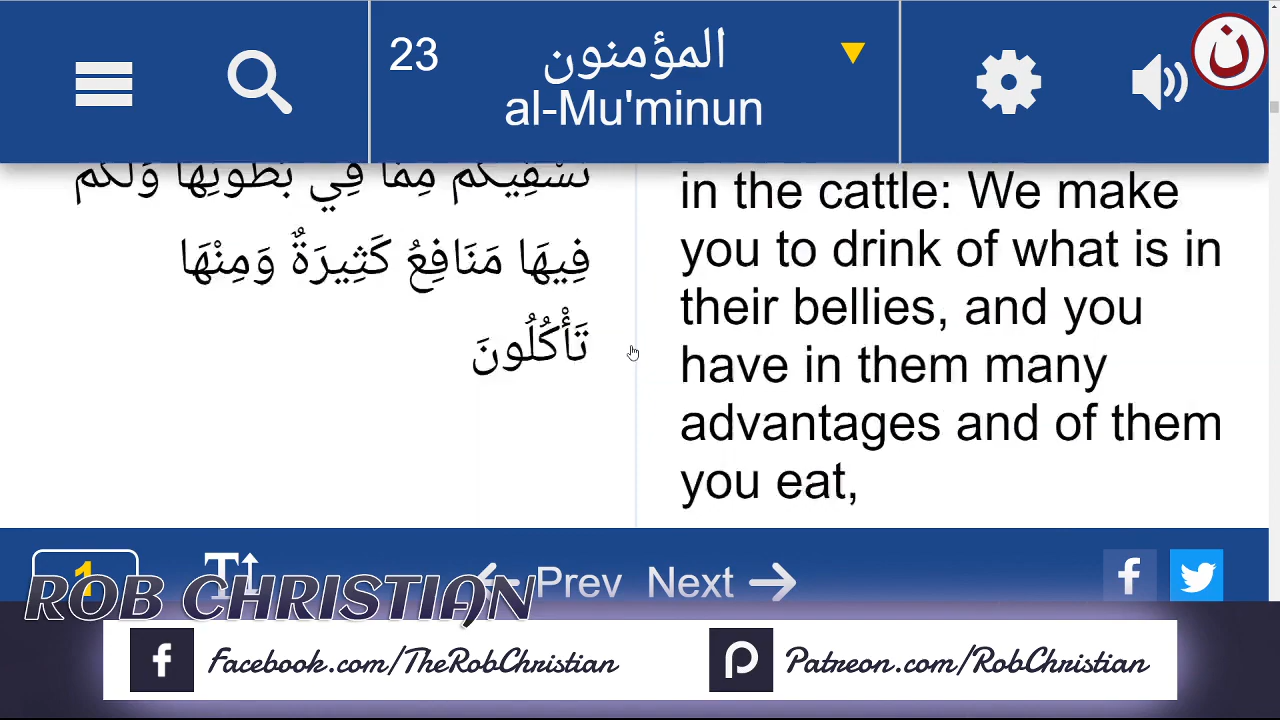 23
المؤمنون
al-Mu'minun
ن
نُسْقِيكُم مِمَّا فِي بُطُونِهَا وَلَكُمْ
فِيهَا مَنَافِعُ كَثِيرَةٌ وَمِنْهَا
تَأْكُلُونَ
in the cattle: We make
you to drink of what is in
their bellies, and you
have in them many
advantages and of them
you eat,
1
T
Prev Next
f
ROB CHRISTIAN
f
Facebook.com/TheRobChristian
Patreon.com/RobChristian